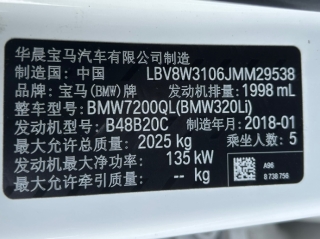 华晨宝马汽车有限公司制造
制造国：中国 LBV8W3106JMM29538
品牌：宝马(BMW)牌 发动机排量：1998 mL
整车型号：BMW7200QL(BMW320Li)
发动机型号：B48B20C 制造年月：2018-01
最大允许总质量：2025 kg 乘坐人数：5
发动机最大净功率：135 kW
最大允许牵引质量：-- kg
A96
8 738 756